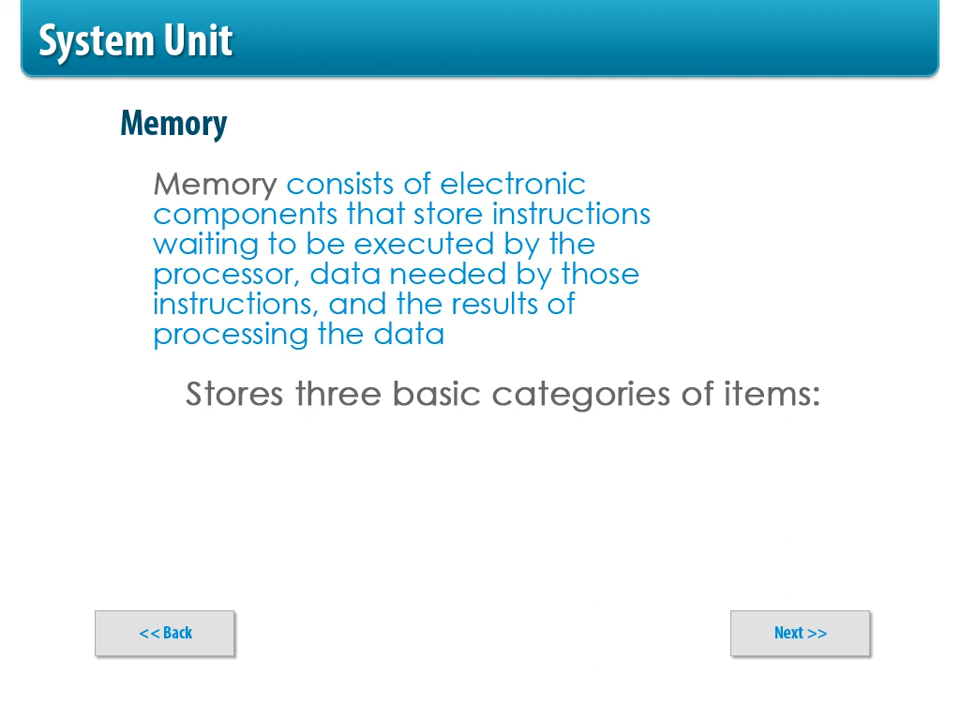 System Unit
Memory
Memory consists of electronic
components that store instructions
waiting to be executed by the
processor, data needed by those
instructions, and the results of
processing the data
Stores three basic categories of items:
<< Back
Next >>